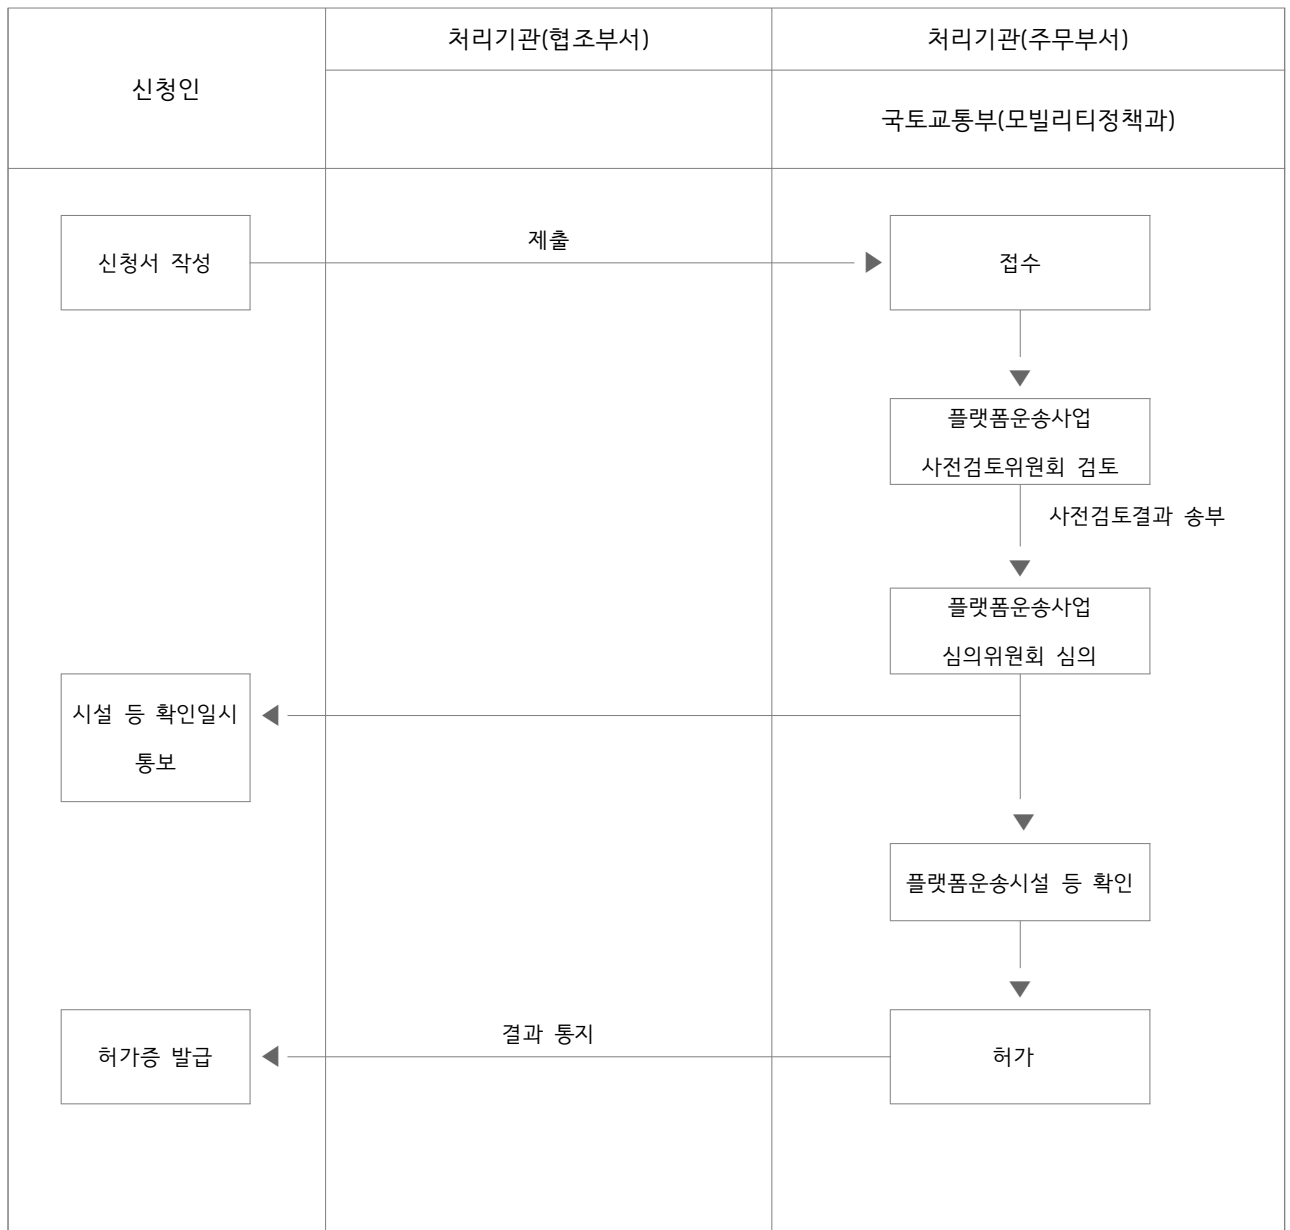 신청인
처리기관(협조부서)
처리기관(주무부서)
국토교통부(모빌리티정책과)
신청서 작성
제출
접수
플랫폼운송사업
사전검토위원회 검토
사전검토결과 송부
플랫폼운송사업
심의위원회 심의
시설 등 확인일시
통보
플랫폼운송시설 등 확인
허가증 발급
결과 통지
허가